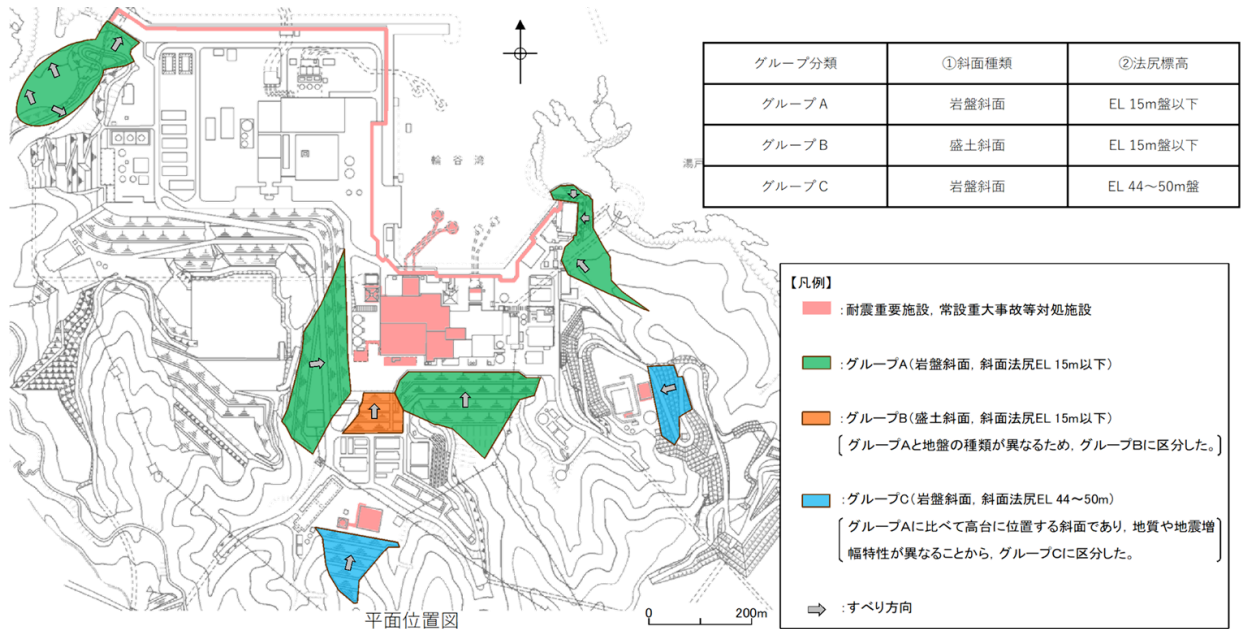 グループ分類 ①斜面種類 ②法尻標高
グループA 岩盤斜面 EL 15m盤以下
グループB 盛土斜面 EL 15m盤以下
グループC 岩盤斜面 EL 44～50m盤
輪谷湾
【凡例】
：耐震重要施設，常設重大事故等対処施設
：グループA（岩盤斜面，斜面法尻EL 15m以下）
：グループB（盛土斜面，斜面法尻EL 15m以下）
グループAと地盤の種類が異なるため，グループBに区分した。
：グループC（岩盤斜面，斜面法尻EL 44～50m）
グループAに比べて高台に位置する斜面であり，地質や地震増
幅特性が異なることから，グループCに区分した。
：すべり方向
0 200m
平面位置図